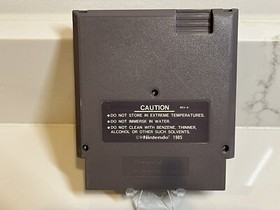 CAUTION
REV-A
•DO NOT STORE IN EXTREME TEMPERATURES.
•DO NOT IMMERSE IN WATER.
•DO NOT CLEAN WITH BENZENE, THINNER,
ALCOHOL OR OTHER SUCH SOLVENTS.
©®Nintendo 1985